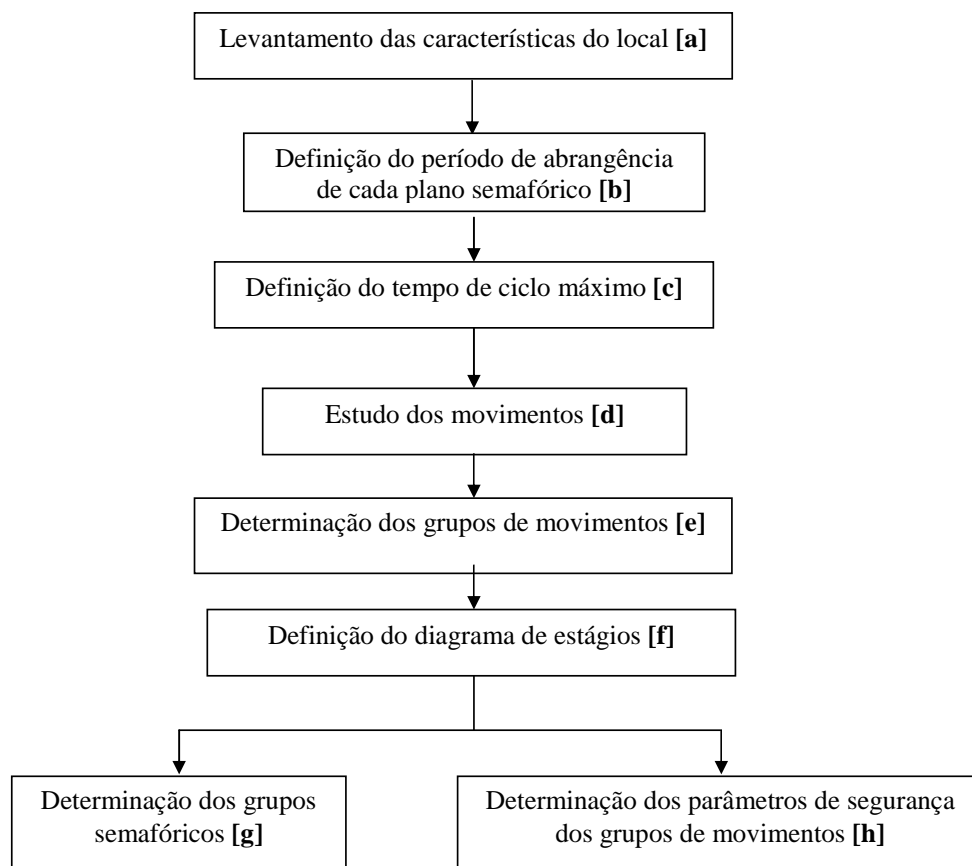 Levantamento das características do local [a]
Definição do período de abrangência
de cada plano semafórico [b]
Definição do tempo de ciclo máximo [c]
Estudo dos movimentos [d]
Determinação dos grupos de movimentos [e]
Definição do diagrama de estágios [f]
Determinação dos grupos
semafóricos [g]
Determinação dos parâmetros de segurança
dos grupos de movimentos [h]